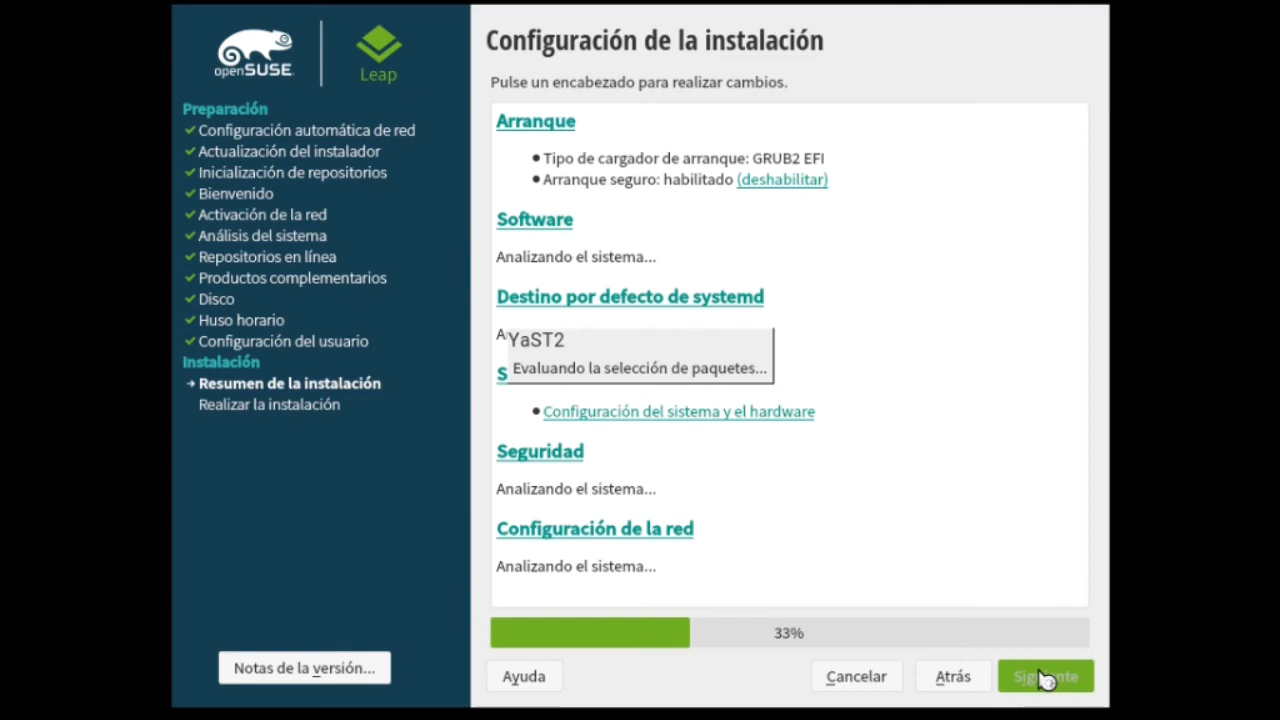 openSUSE
Leap
Preparación
Configuración automática de red
Actualización del instalador
Inicialización de repositorios
Bienvenido
Activación de la red
Análisis del sistema
Repositorios en línea
Productos complementarios
Disco
Huso horario
Configuración del usuario
Instalación
Resumen de la instalación
Realizar la instalación
Notas de la versión...
Configuración de la instalación
Pulse un encabezado para realizar cambios.
Arranque
Tipo de cargador de arranque: GRUB2 EFI
Arranque seguro: habilitado (deshabilitar)
Software
Analizando el sistema...
Destino por defecto de systemd
A
YaST2
Evaluando la selección de paquetes...
S
Configuración del sistema y el hardware
Seguridad
Analizando el sistema...
Configuración de la red
Analizando el sistema...
33%
Ayuda
Cancelar
Atrás